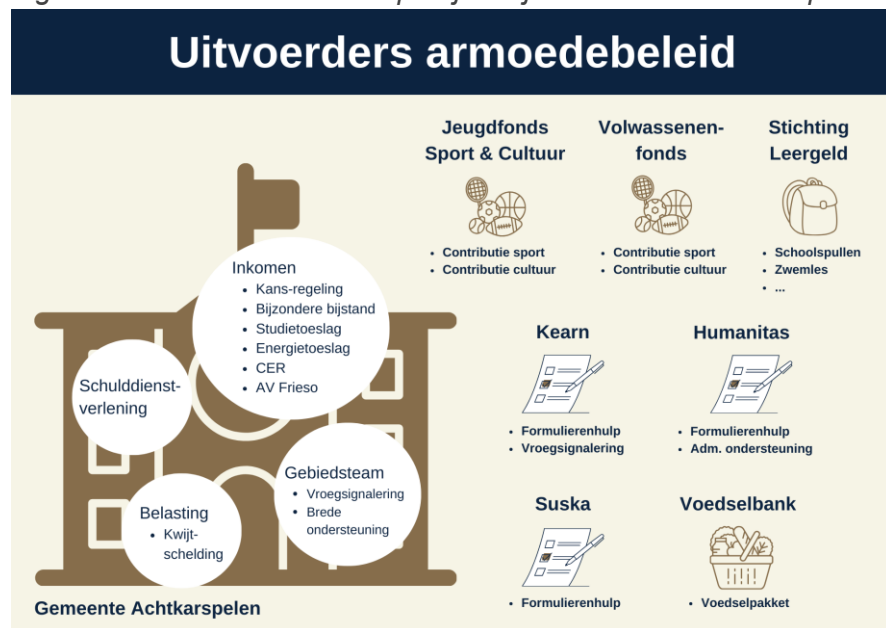 Uitvoerders armoedebeleid
Jeugdfonds
Sport & Cultuur
• Contributie sport
• Contributie cultuur
Volwassenen-
fonds
• Contributie sport
• Contributie cultuur
Stichting
Leergeld
• Schoolspullen
• Zwemles
• ...
Inkomen
• Kans-regeling
• Bijzondere bijstand
• Studietoeslag
• Energietoeslag
• CER
• AV Frieso
Schulddienst-
verlening
Gebiedsteam
• Vroegsignalering
• Brede
ondersteuning
Belasting
• Kwijt-
schelding
Gemeente Achtkarspelen
Kearn
• Formulierenhulp
• Vroegsignalering
Humanitas
• Formulierenhulp
• Adm. ondersteuning
Suska
• Formulierenhulp
Voedselbank
• Voedselpakket